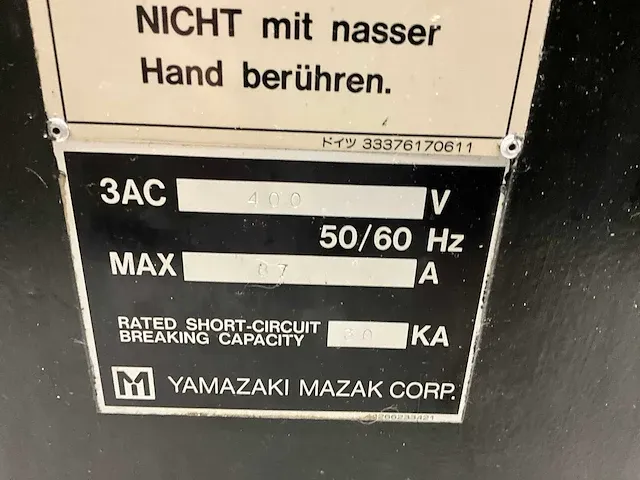 NICHT mit nasser
Hand berühren.
ドイツ 33376170611
3AC 400 V
50/60 Hz
MAX A
RATED SHORT-CIRCUIT
BREAKING CAPACITY KA
M YAMAZAKI MAZAK CORP.